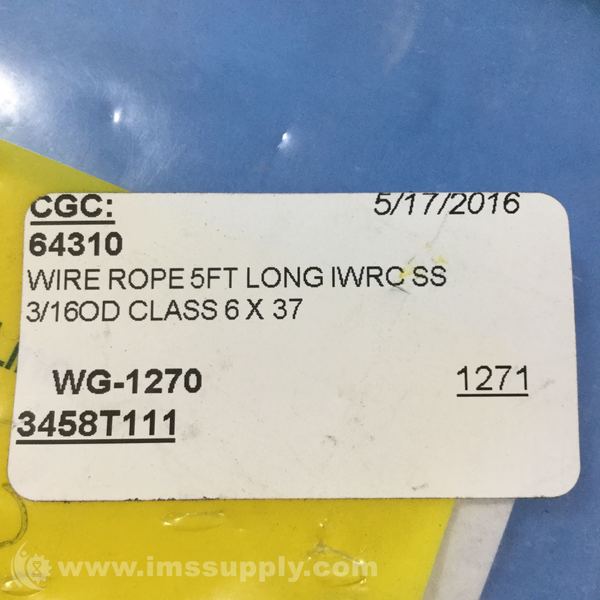 CGC: 5/17/2016
64310
WIRE ROPE 5FT LONG IWRC SS
3/16OD CLASS 6 X 37
WG-1270 1271
3458T111
www.imssupply.com